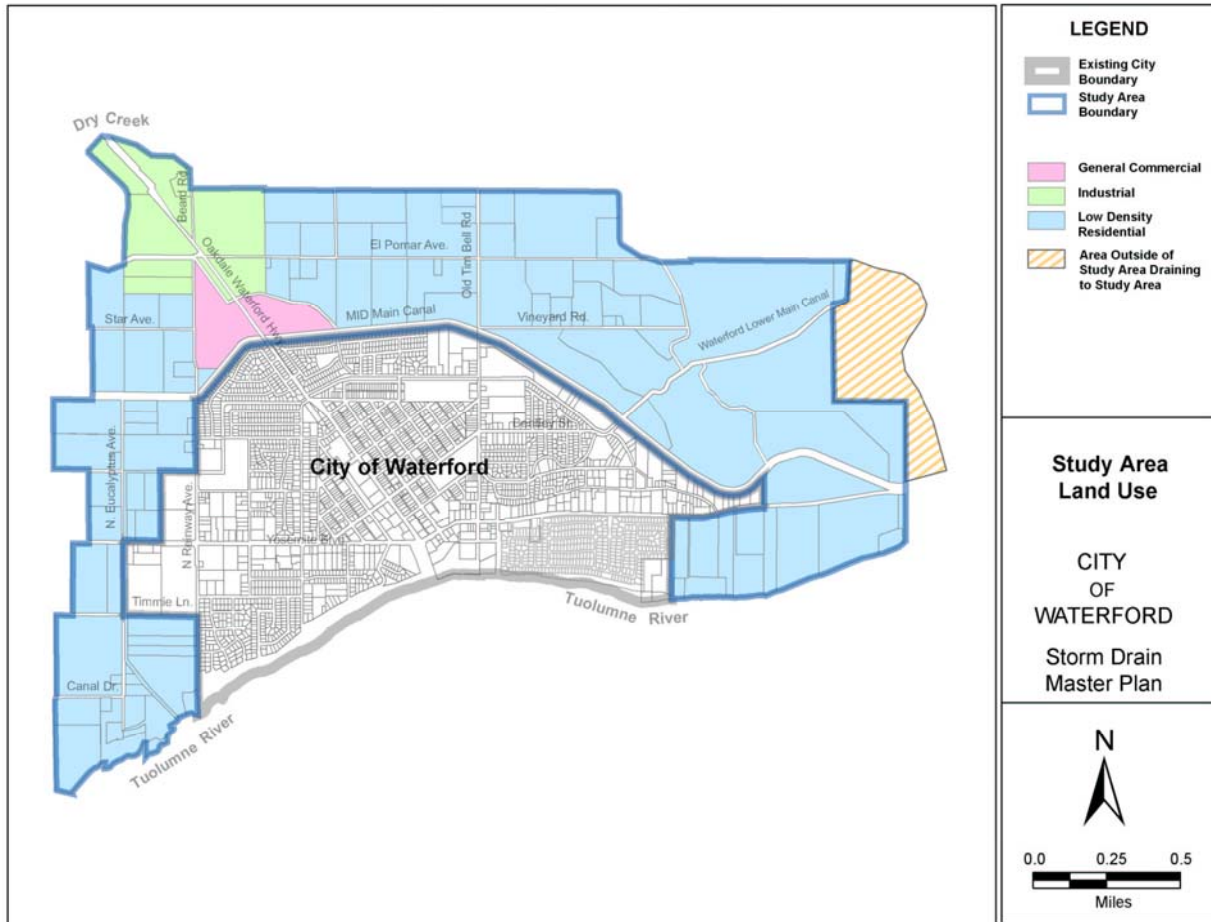 Dry Creek
Beard Rd
Oakdale Waterford Hwy
El Pomar Ave.
Old Tim Bell Rd
Star Ave.
MID Main Canal
Vineyard Rd.
Waterford Lower Main Canal
Bentley St.
City of Waterford
N. Eucalyptus Ave.
N Reinway Ave.
Yosemite Blvd
Timmie Ln.
Tuolumne River
Canal Dr.
Tuolumne River
LEGEND
Existing City
Boundary
Study Area
Boundary
General Commercial
Industrial
Low Density
Residential
Area Outside of
Study Area Draining
to Study Area
Study Area
Land Use
CITY
OF
WATERFORD
Storm Drain
Master Plan
N
0.0 0.25 0.5
Miles